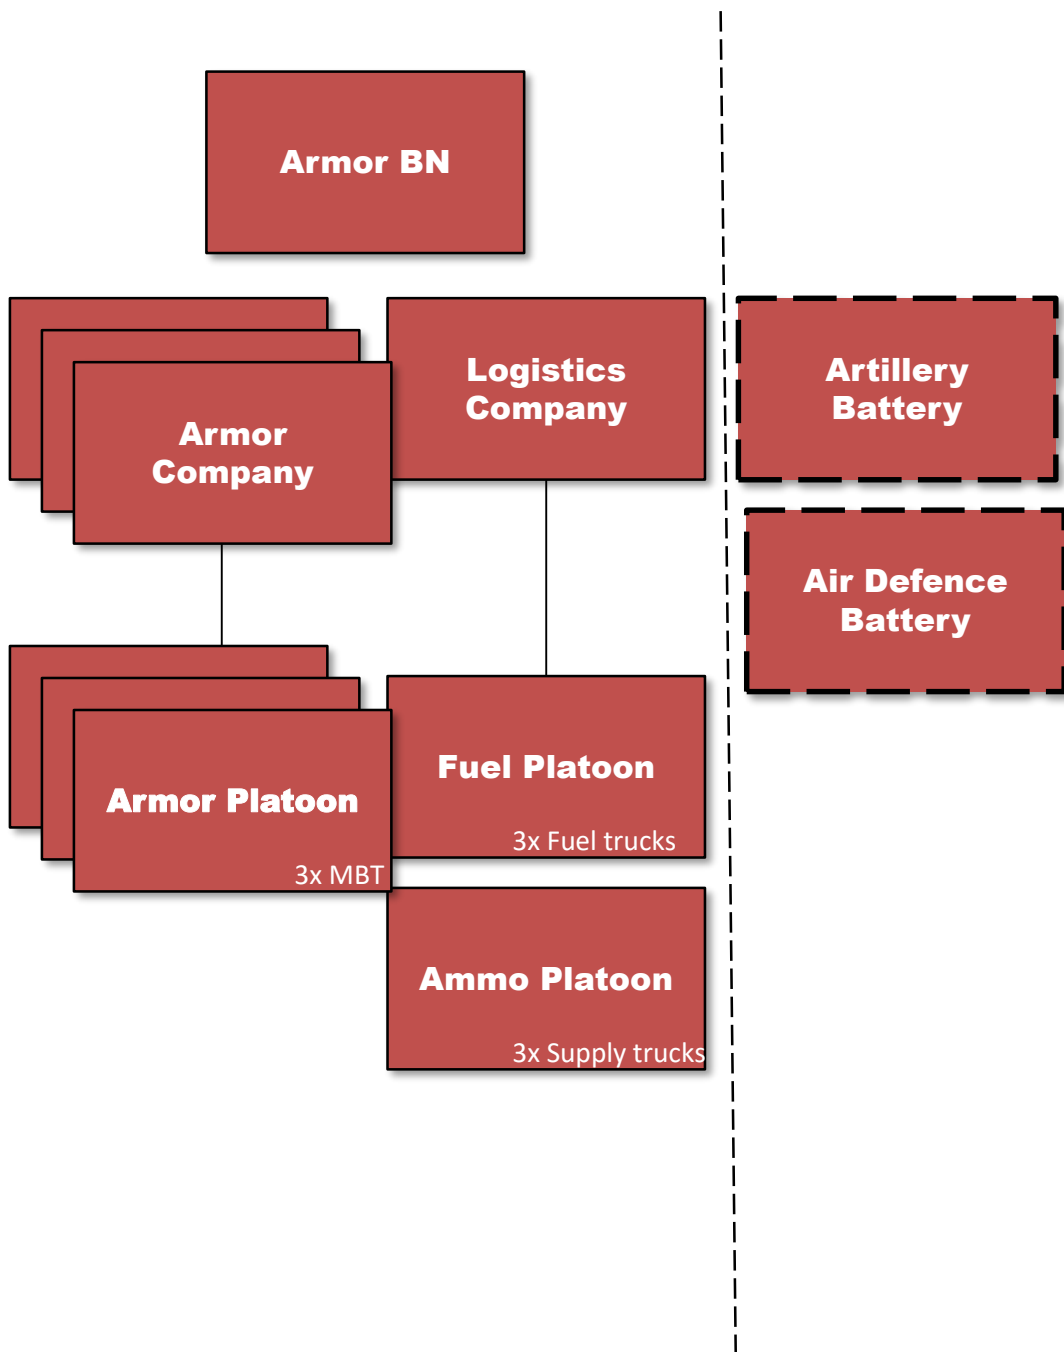 Armor BN
Logistics
Company
Armor
Company
Artillery
Battery
Air Defence
Battery
Armor Platoon
3x MBT
Fuel Platoon
3x Fuel trucks
Ammo Platoon
3x Supply trucks